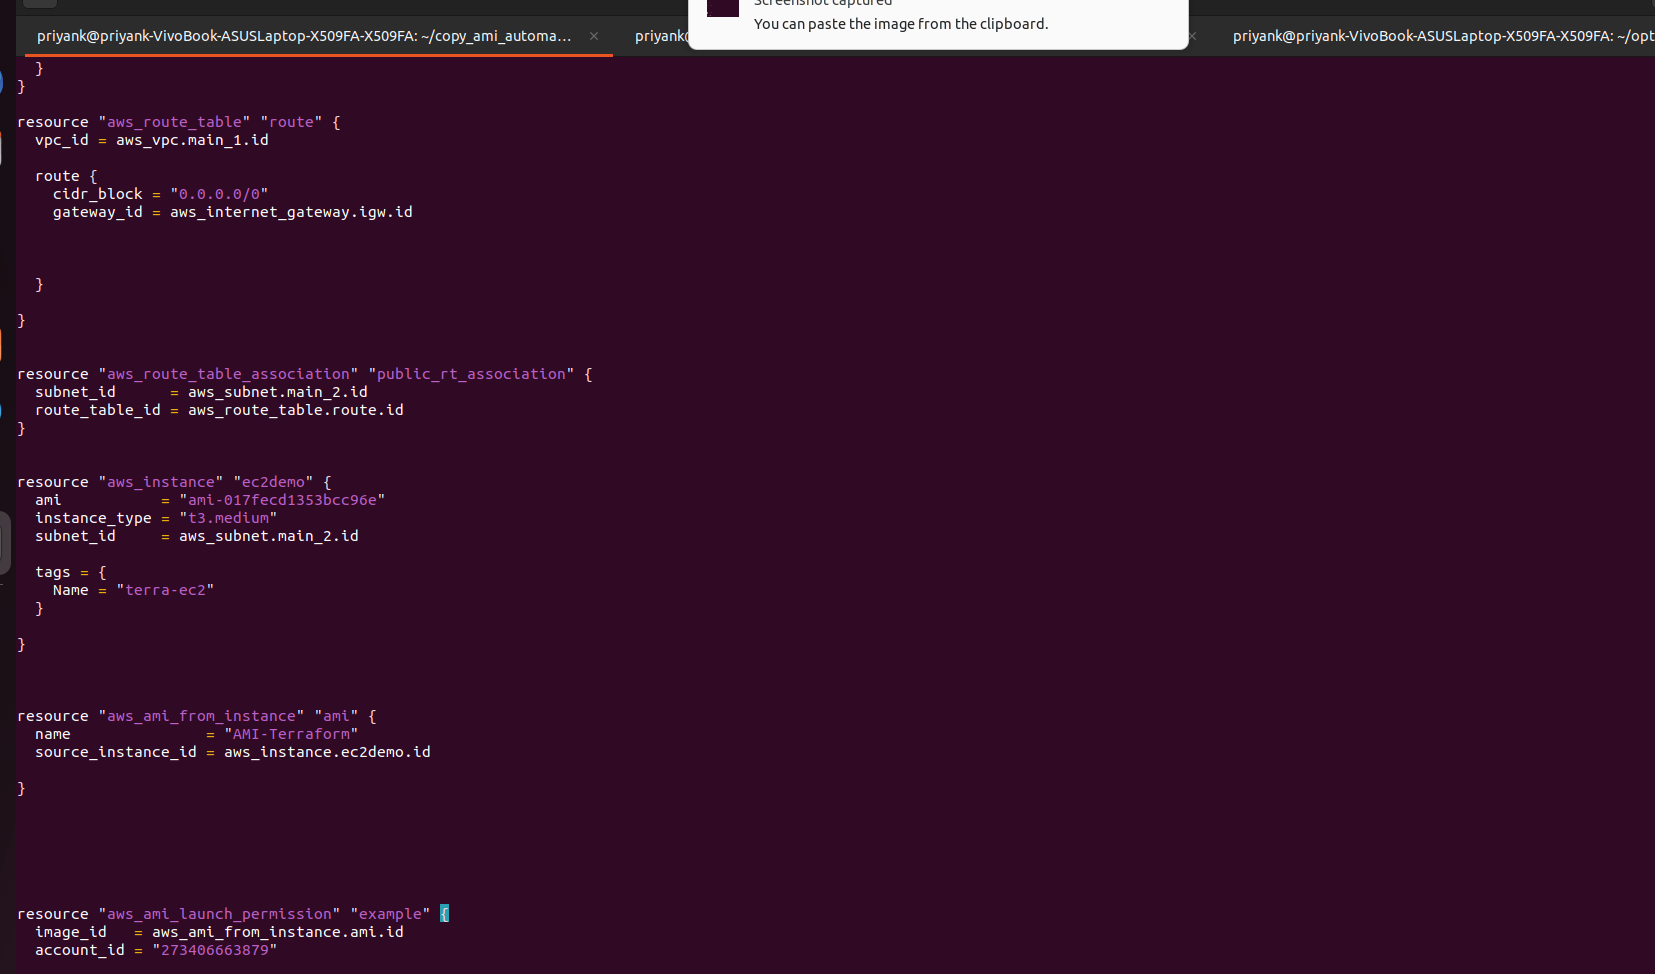 Screenshot captured
You can paste the image from the clipboard.
priyank@priyank-VivoBook-ASUSLaptop-X509FA-X509FA: ~/copy_ami_automa... ×
priyank@ ×
priyank@priyank-VivoBook-ASUSLaptop-X509FA-X509FA: ~/opt
  }
}
resource "aws_route_table" "route" {
  vpc_id = aws_vpc.main_1.id
  route {
    cidr_block = "0.0.0.0/0"
    gateway_id = aws_internet_gateway.igw.id
  }
}
resource "aws_route_table_association" "public_rt_association" {
  subnet_id      = aws_subnet.main_2.id
  route_table_id = aws_route_table.route.id
}
resource "aws_instance" "ec2demo" {
  ami           = "ami-017fecd1353bcc96e"
  instance_type = "t3.medium"
  subnet_id     = aws_subnet.main_2.id
  tags = {
    Name = "terra-ec2"
  }
}
resource "aws_ami_from_instance" "ami" {
  name               = "AMI-Terraform"
  source_instance_id = aws_instance.ec2demo.id
}
resource "aws_ami_launch_permission" "example" {
  image_id   = aws_ami_from_instance.ami.id
  account_id = "273406663879"